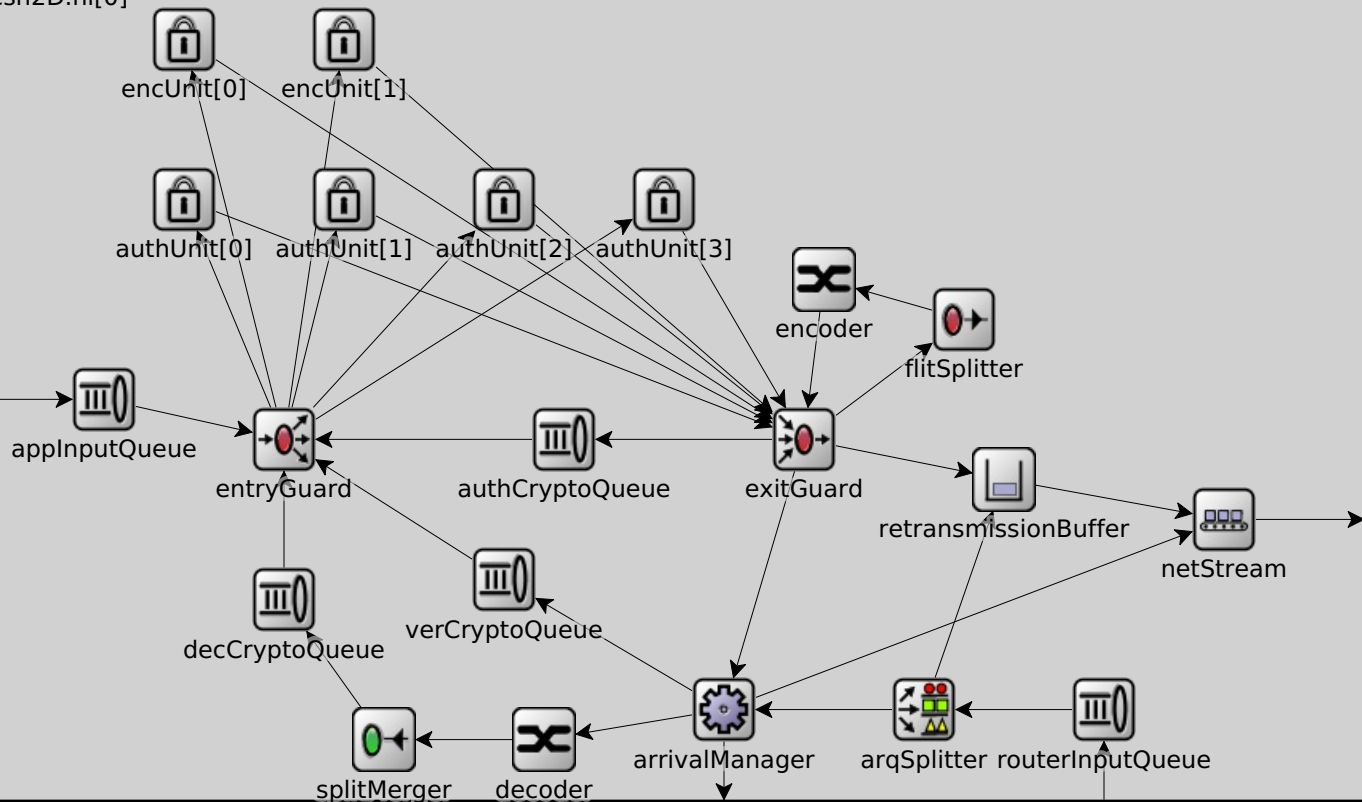 encUnit[0]
encUnit[1]
authUnit[0]
authUnit[1]
authUnit[2]
authUnit[3]
encoder
flitSplitter
appInputQueue
entryGuard
authCryptoQueue
exitGuard
retransmissionBuffer
netStream
decCryptoQueue
verCryptoQueue
arrivalManager
arqSplitter
routerInputQueue
splitMerger
decoder